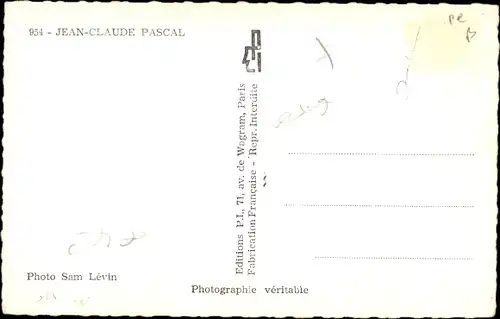 954 - JEAN-CLAUDE PASCAL
Editions P.I., 71, av. de Wagram, Paris
Fabrication Française - Repr. Interdite
Photo Sam Lévin
Photographie véritable